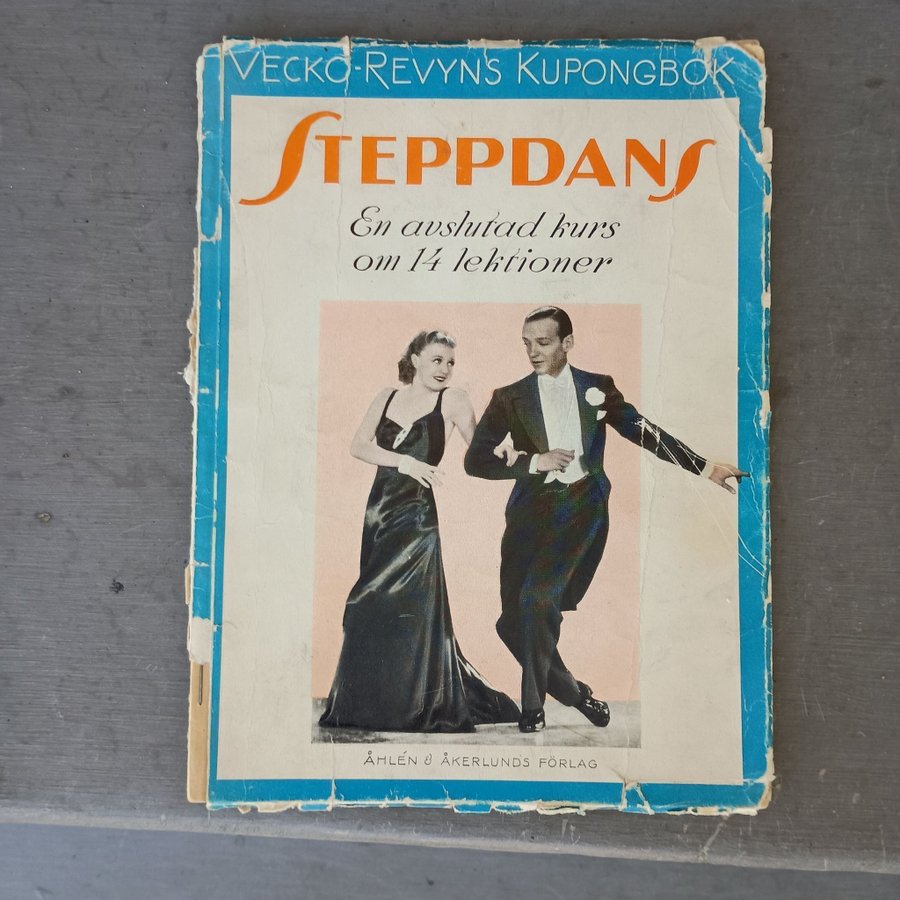 VECKO-REVYNS KUPONGBOK
STEPPDANS
En avslutad kurs
om 14 lektioner
ÅHLÉN & ÅKERLUNDS FÖRLAG